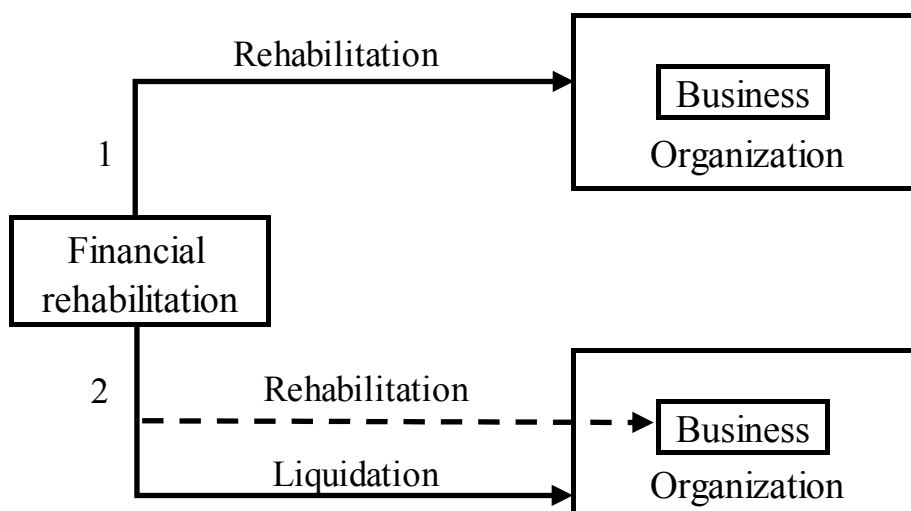 Rehabilitation
Business
Organization
1
Financial
rehabilitation
2
Rehabilitation
Business
Liquidation
Organization